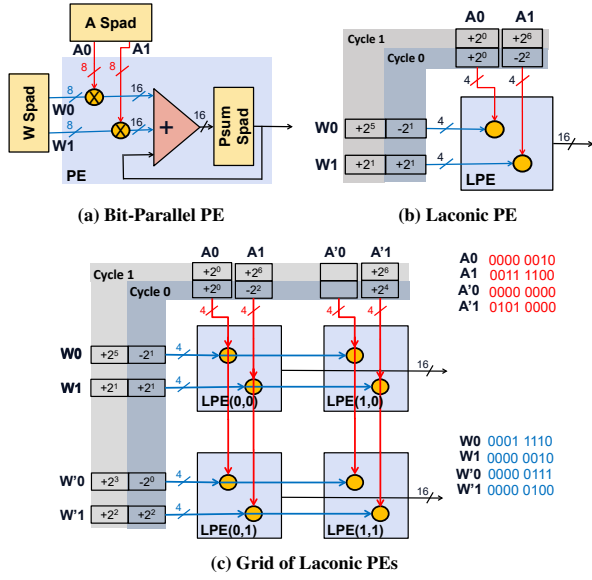 A Spad
A0
A1
8
8
W Spad
8
16
W0
8
16
W1
+
16
Psum Spad
PE
(a) Bit-Parallel PE
A0 A1
Cycle 1 +2⁰ +2⁶
Cycle 0 +2⁰ -2²
4 4
W0 +2⁵ -2¹ 4
16
W1 +2¹ +2¹ 4
LPE
(b) Laconic PE
A0 A1 A'0 A'1
Cycle 1 +2⁰ +2⁶ +2⁶
Cycle 0 +2⁰ -2² +2⁴
4 4 4 4
W0 +2⁵ -2¹ 4
16
W1 +2¹ +2¹ 4
LPE(0,0) LPE(1,0)
W'0 +2³ -2⁰ 4
16
W'1 +2² +2² 4
LPE(0,1) LPE(1,1)
A0 0000 0010
A1 0011 1100
A'0 0000 0000
A'1 0101 0000
W0 0001 1110
W1 0000 0010
W'0 0000 0111
W'1 0000 0100
(c) Grid of Laconic PEs